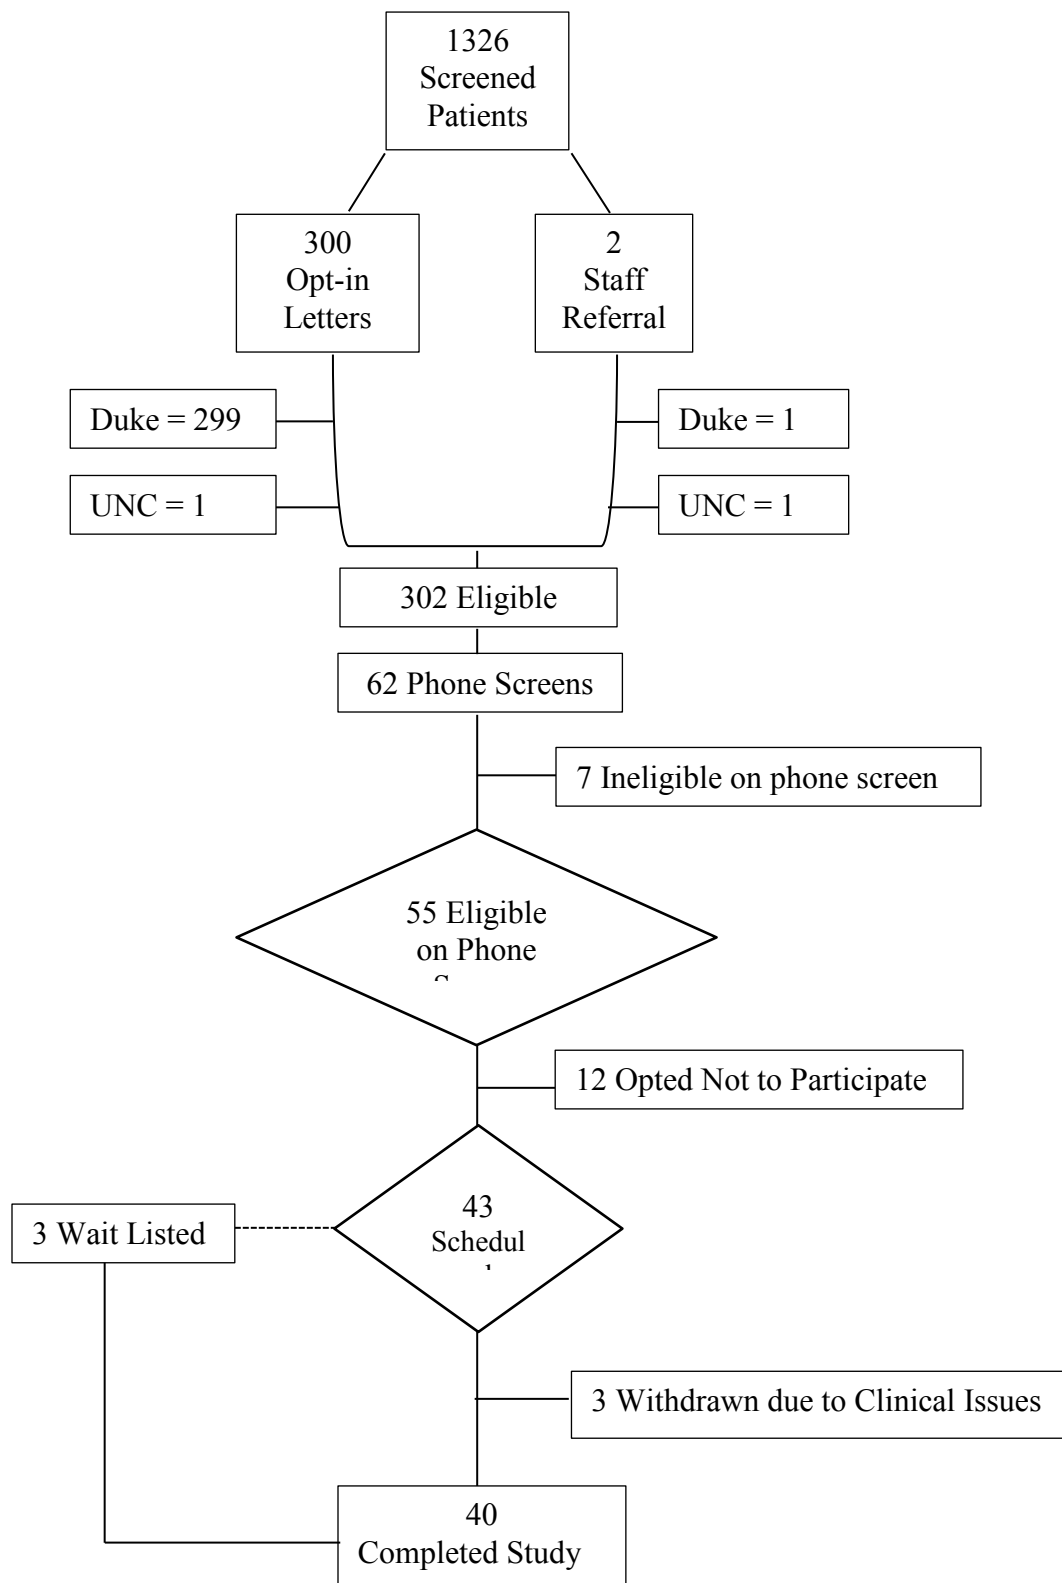 1326
Screened
Patients
300
Opt-in
Letters
2
Staff
Referral
Duke = 299
Duke = 1
UNC = 1
UNC = 1
302 Eligible
62 Phone Screens
7 Ineligible on phone screen
55 Eligible
on Phone
12 Opted Not to Participate
43
Schedul
3 Wait Listed
3 Withdrawn due to Clinical Issues
40
Completed Study